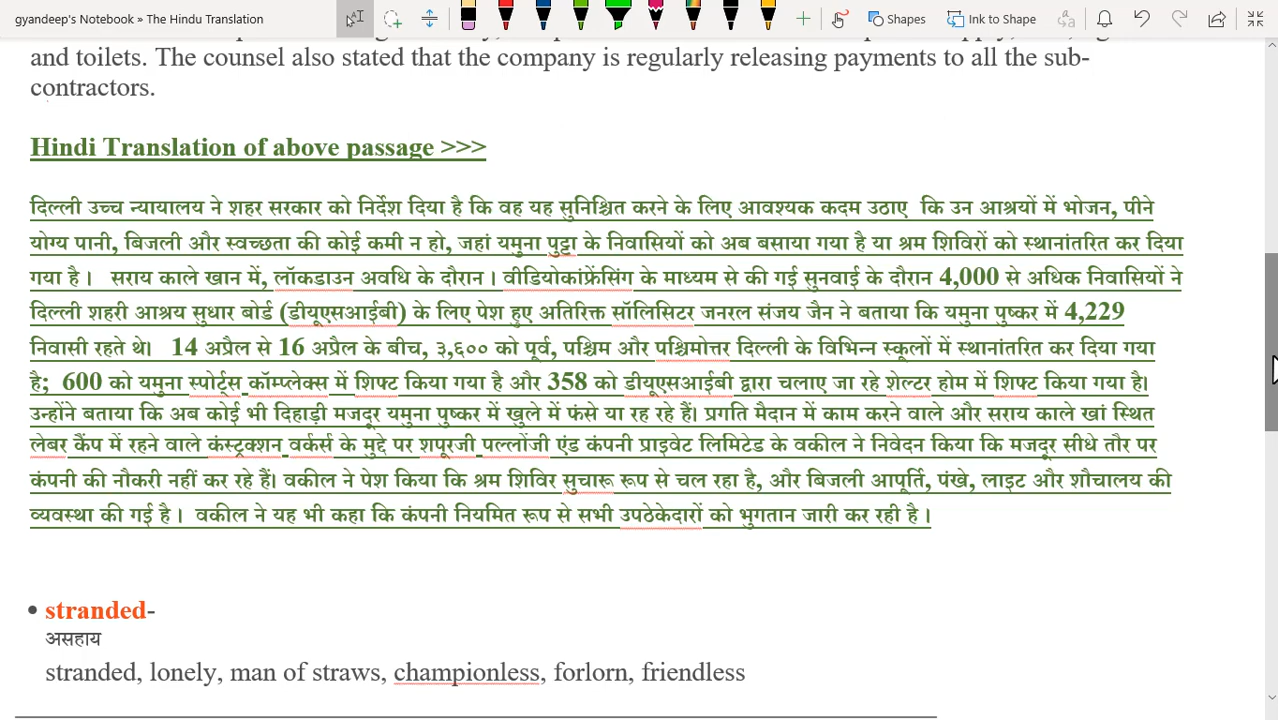 gyandeep's Notebook » The Hindu Translation
Shapes
Ink to Shape
and toilets. The counsel also stated that the company is regularly releasing payments to all the sub-
contractors.
Hindi Translation of above passage >>>
दिल्ली उच्च न्यायालय ने शहर सरकार को निर्देश दिया है कि वह यह सुनिश्चित करने के लिए आवश्यक कदम उठाए कि उन आश्रयों में भोजन, पीने
योग्य पानी, बिजली और स्वच्छता की कोई कमी न हो, जहां यमुना पुट्टा के निवासियों को अब बसाया गया है या श्रम शिविरों को स्थानांतरित कर दिया
गया है। सराय काले खान में, लॉकडाउन अवधि के दौरान। वीडियोकांफ्रेंसिंग के माध्यम से की गई सुनवाई के दौरान 4,000 से अधिक निवासियों ने
दिल्ली शहरी आश्रय सुधार बोर्ड (डीयूएसआईबी) के लिए पेश हुए अतिरिक्त सॉलिसिटर जनरल संजय जैन ने बताया कि यमुना पुष्कर में 4,229
निवासी रहते थे। 14 अप्रैल से 16 अप्रैल के बीच, ३,६०० को पूर्व, पश्चिम और पश्चिमोत्तर दिल्ली के विभिन्न स्कूलों में स्थानांतरित कर दिया गया
है; 600 को यमुना स्पोर्ट्स कॉम्प्लेक्स में शिफ्ट किया गया है और 358 को डीयूएसआईबी द्वारा चलाए जा रहे शेल्टर होम में शिफ्ट किया गया है।
उन्होंने बताया कि अब कोई भी दिहाड़ी मजदूर यमुना पुष्कर में खुले में फंसे या रह रहे हैं। प्रगति मैदान में काम करने वाले और सराय काले खां स्थित
लेबर कैंप में रहने वाले कंस्ट्रक्शन वर्कर्स के मुद्दे पर शपूरजी पल्लोंजी एंड कंपनी प्राइवेट लिमिटेड के वकील ने निवेदन किया कि मजदूर सीधे तौर पर
कंपनी की नौकरी नहीं कर रहे हैं। वकील ने पेश किया कि श्रम शिविर सुचारू रूप से चल रहा है, और बिजली आपूर्ति, पंखे, लाइट और शौचालय की
व्यवस्था की गई है। वकील ने यह भी कहा कि कंपनी नियमित रूप से सभी उपठेकेदारों को भुगतान जारी कर रही है।
• stranded-
असहाय
stranded, lonely, man of straws, championless, forlorn, friendless